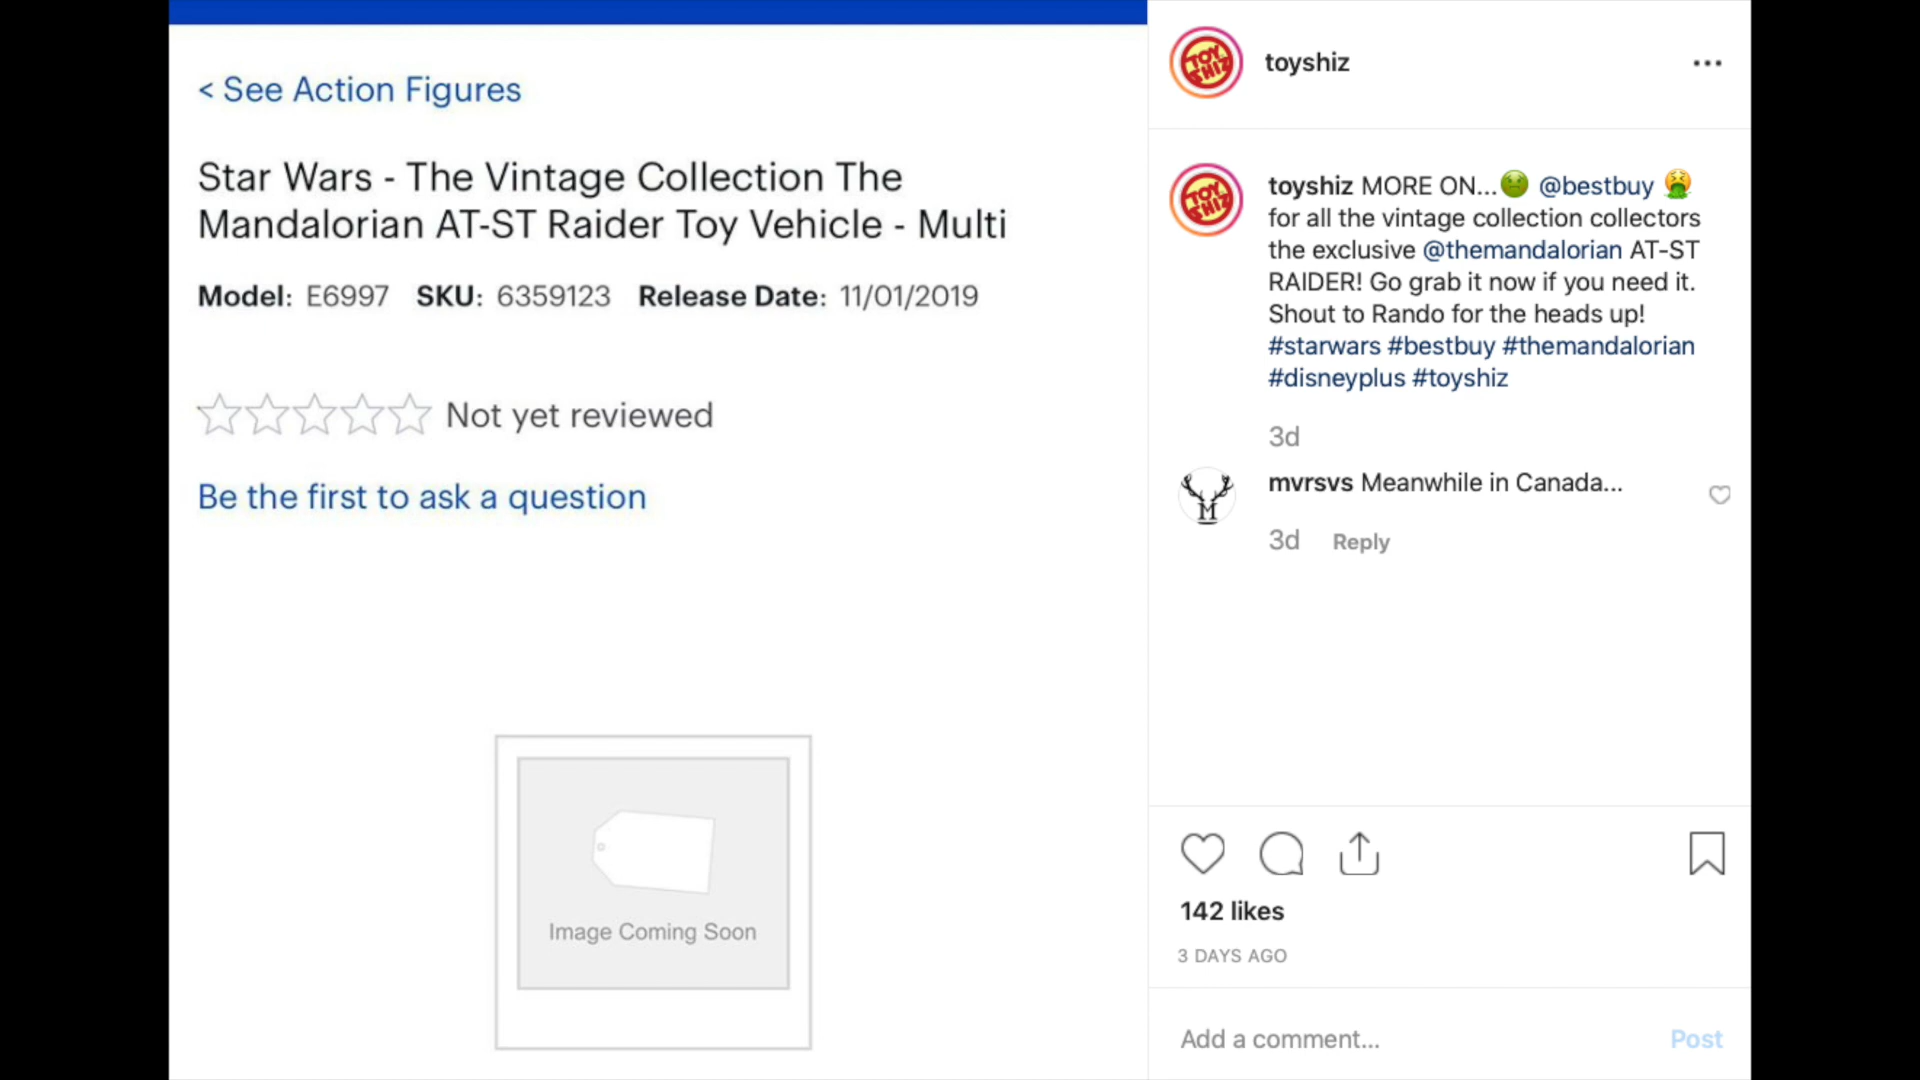 < See Action Figures
Star Wars - The Vintage Collection The
Mandalorian AT-ST Raider Toy Vehicle - Multi
Model: E6997 SKU: 6359123 Release Date: 11/01/2019
Not yet reviewed
Be the first to ask a question
Image Coming Soon
TOY SHIZ
toyshiz
TOY SHIZ
toyshiz MORE ON...🤢 @bestbuy 🤮
for all the vintage collection collectors
the exclusive @themandalorian AT-ST
RAIDER! Go grab it now if you need it.
Shout to Rando for the heads up!
#starwars #bestbuy #themandalorian
#disneyplus #toyshiz
3d
M
mvrsvs Meanwhile in Canada...
3d Reply
142 likes
3 DAYS AGO
Add a comment... Post